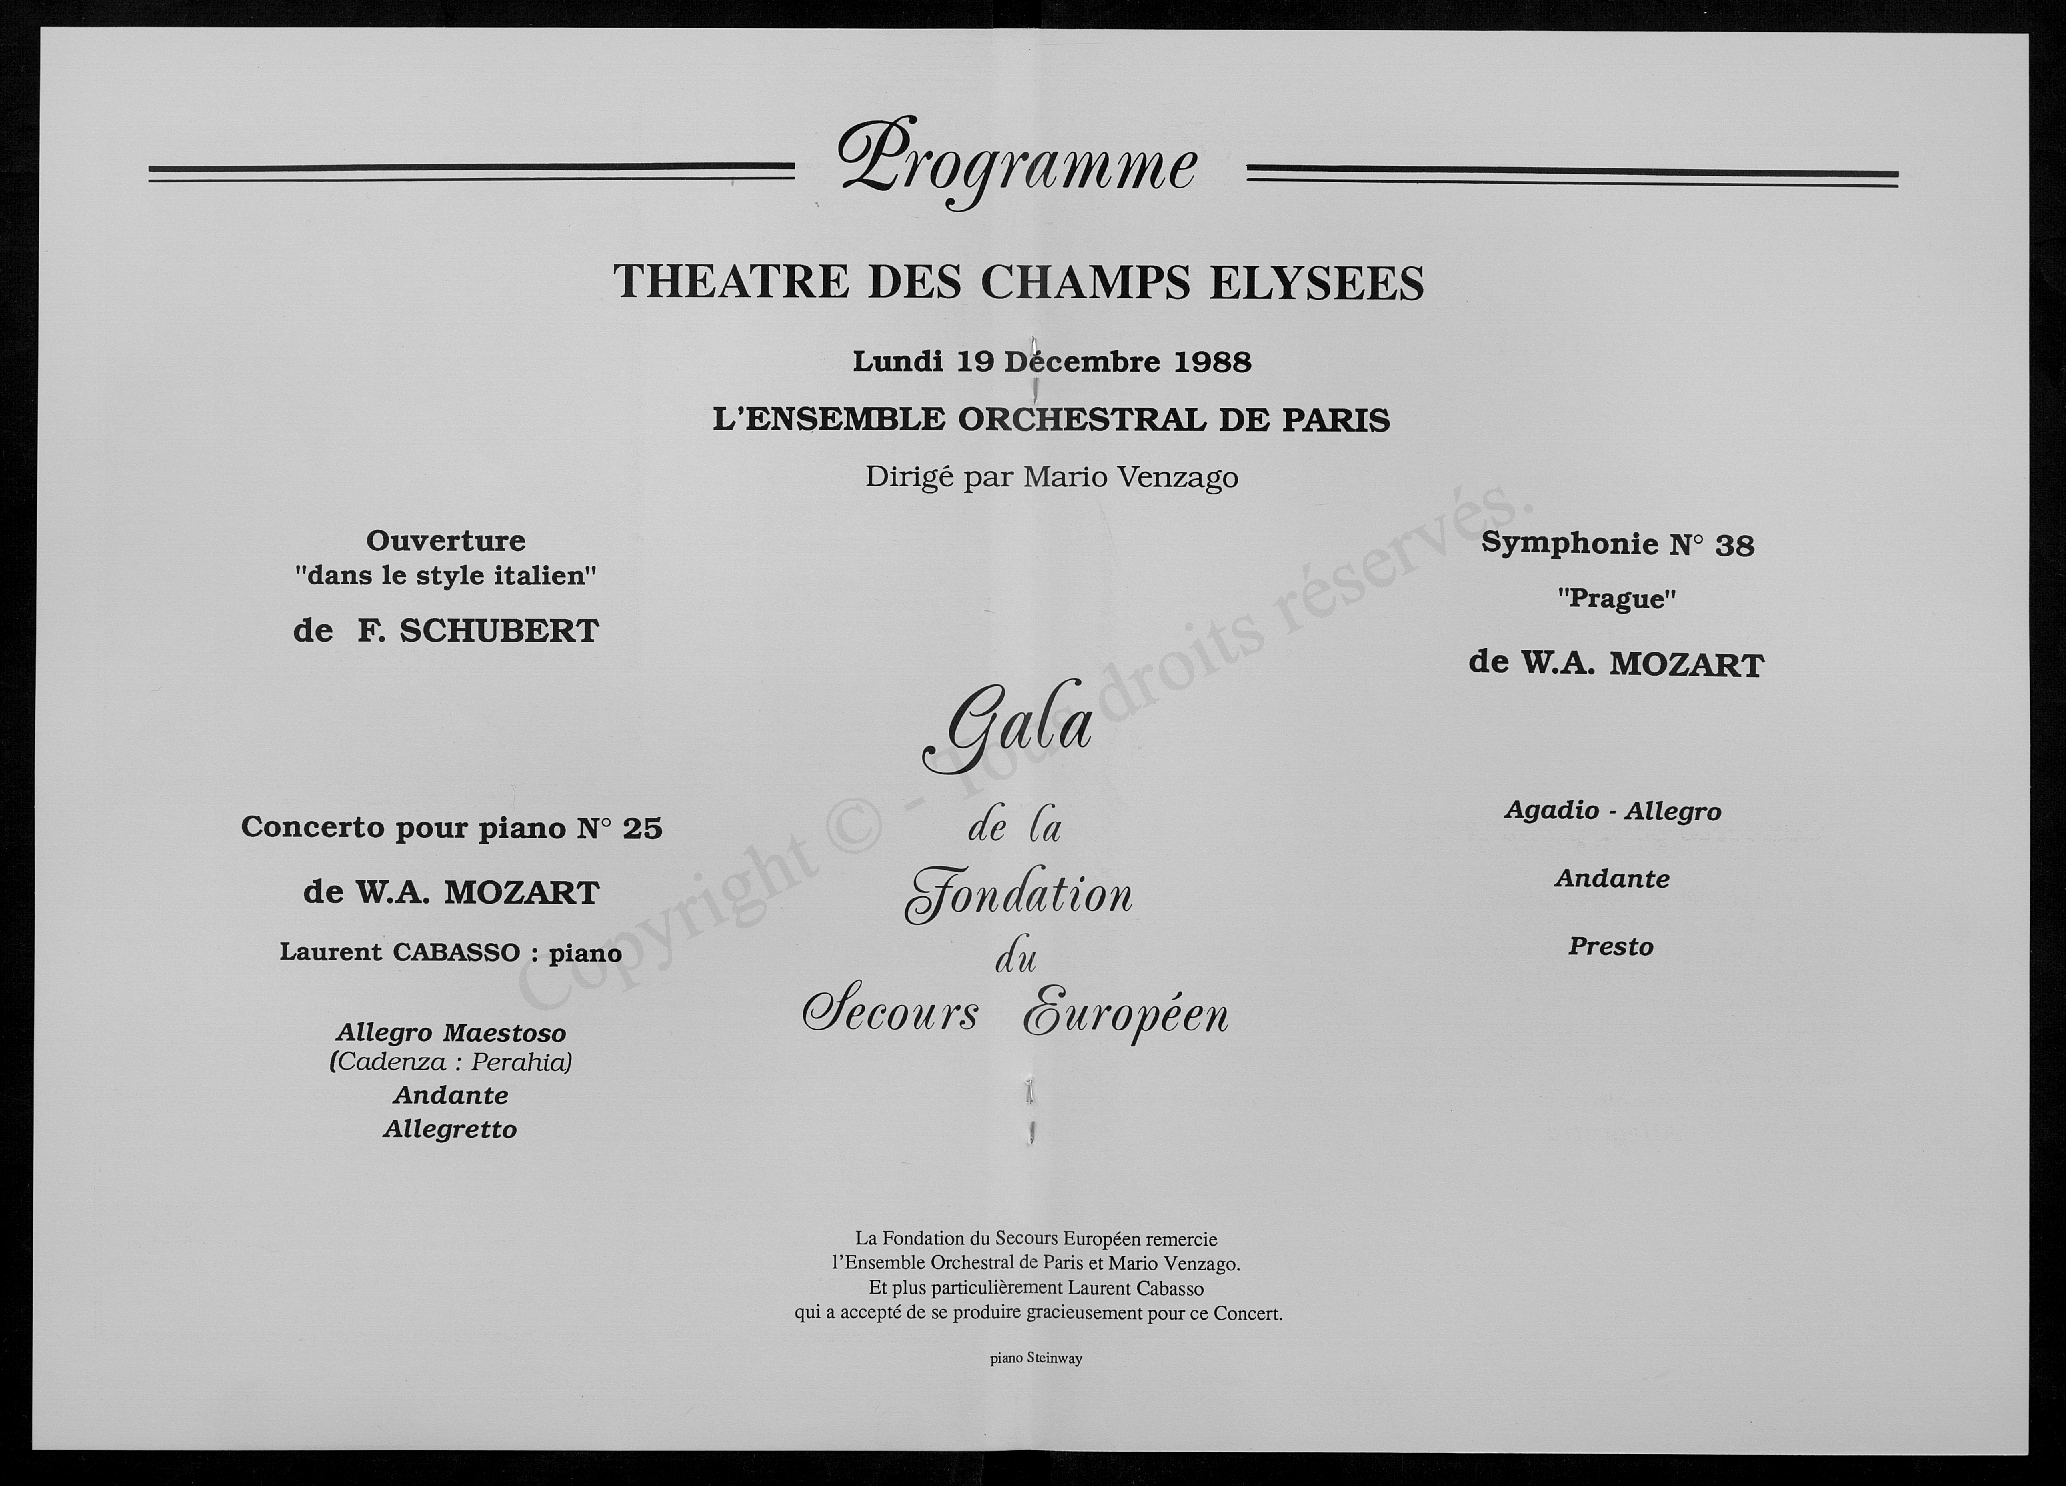 Programme
THEATRE DES CHAMPS ELYSEES
Lundi 19 Décembre 1988
L'ENSEMBLE ORCHESTRAL DE PARIS
Dirigé par Mario Venzago
Ouverture
"dans le style italien"
de F. SCHUBERT
Concerto pour piano N° 25
de W.A. MOZART
Laurent CABASSO : piano
Allegro Maestoso
(Cadenza : Perahia)
Andante
Allegretto
Gala
de la
Fondation
du
Secours Européen
Symphonie N° 38
"Prague"
de W.A. MOZART
Agadio - Allegro
Andante
Presto
La Fondation du Secours Européen remercie
l'Ensemble Orchestral de Paris et Mario Venzago.
Et plus particulièrement Laurent Cabasso
qui a accepté de se produire gracieusement pour ce Concert.
piano Steinway
Copyright © - Tous droits réservés.